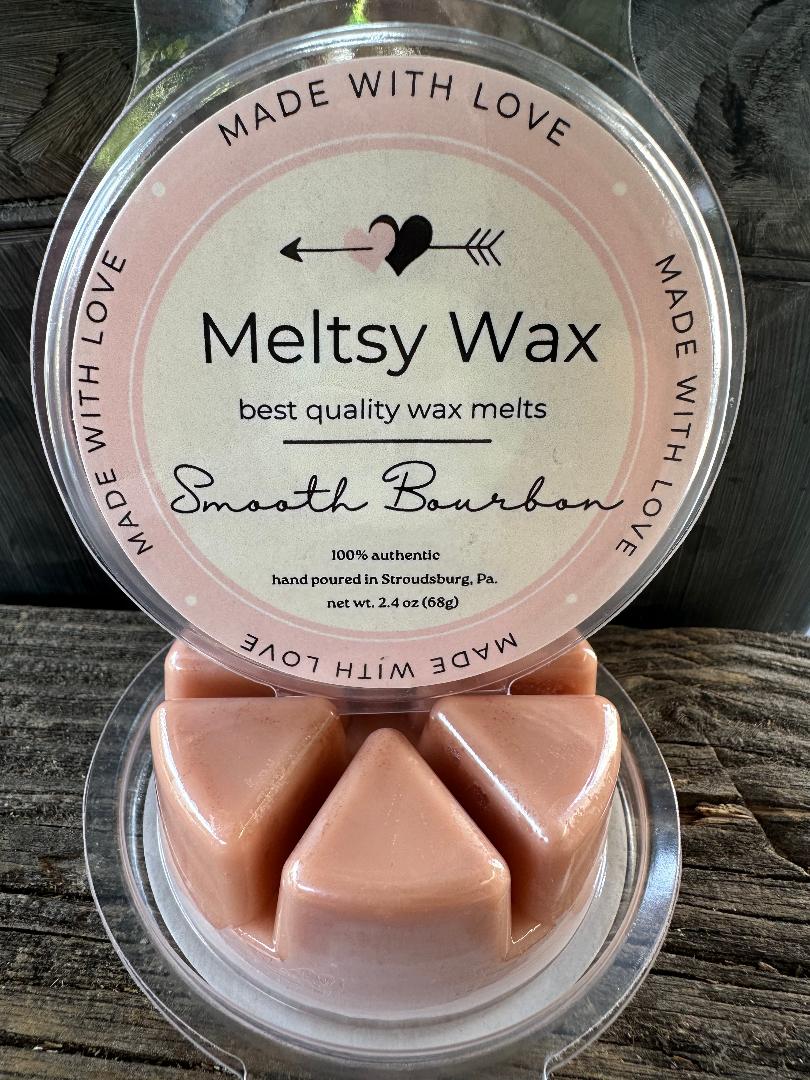 MADE WITH LOVE
MADE WITH LOVE
MADE WITH LOVE
Meltsy Wax
best quality wax melts
Smooth Bourbon
100% authentic
hand poured in Stroudsburg, Pa.
net wt. 2.4 oz (68g)
MADE WITH LOVE